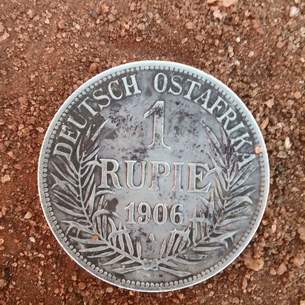 DEUTSCH OSTAFRIKA
1
RUPIE
1906